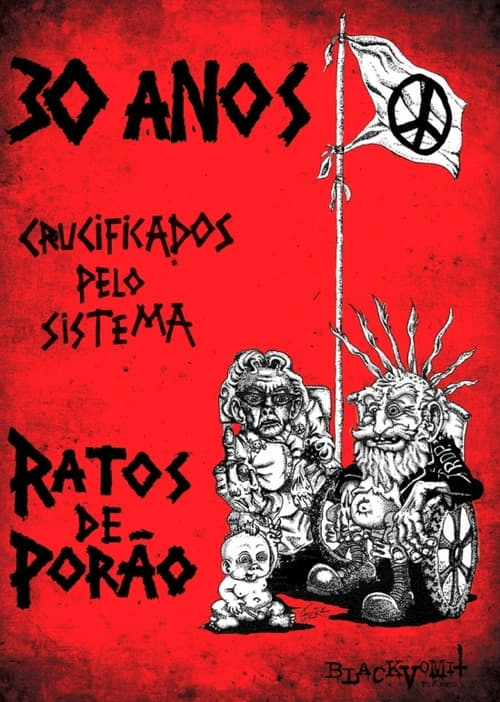 30 ANOS
CRUCIFICADOS
PELO
SISTEMA
RATOS
DE
PORÃO
RDP
BLACKVOMIT